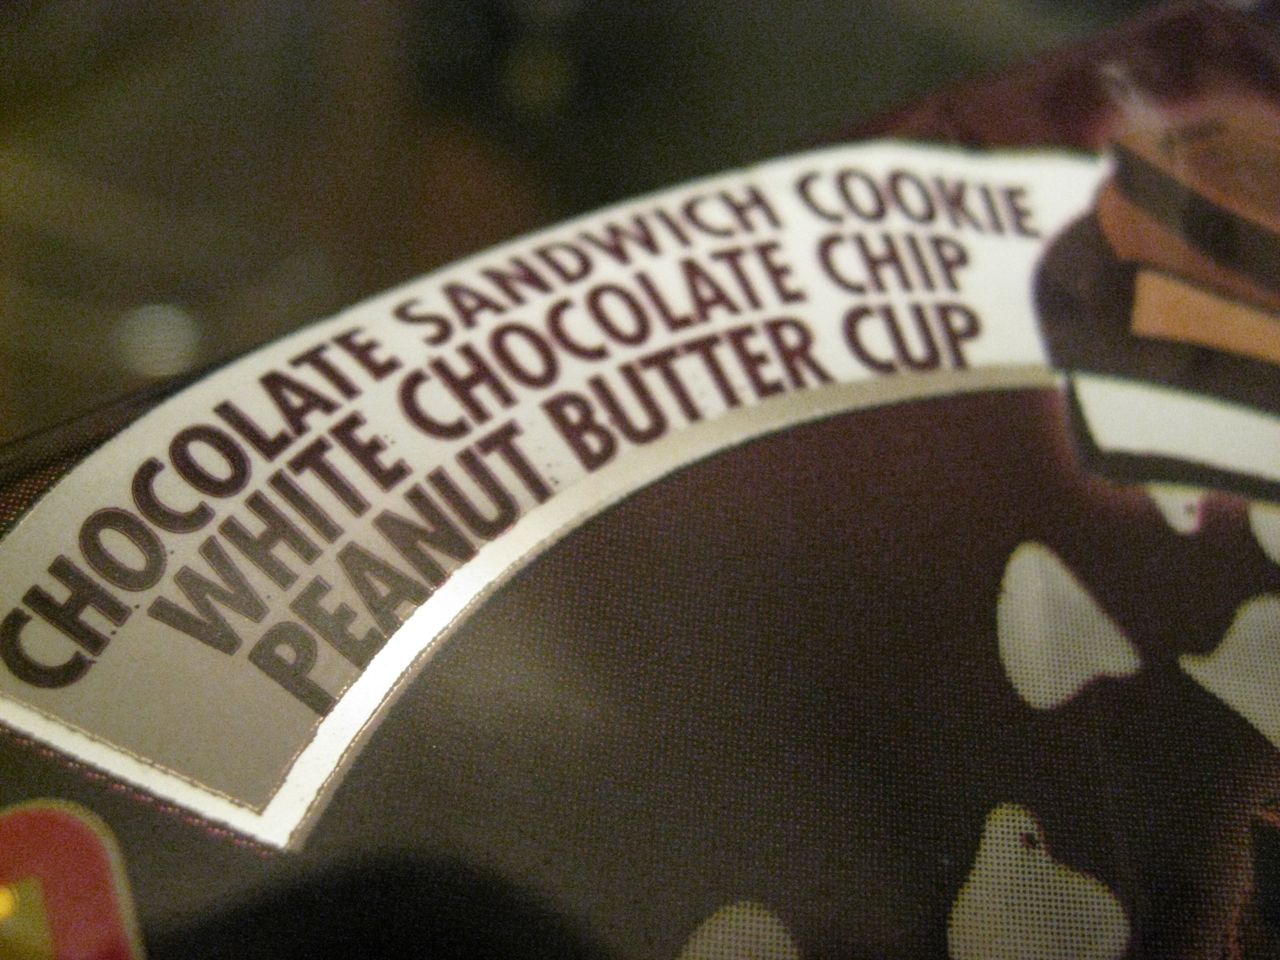 CHOCOLATE SANDWICH COOKIE
WHITE CHOCOLATE CHIP
PEANUT BUTTER CUP